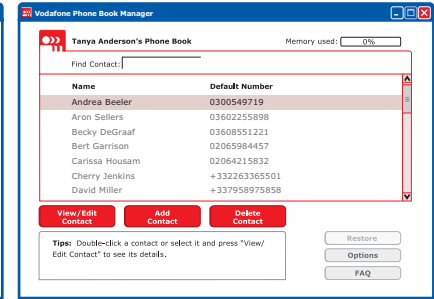 Vodafone Phone Book Manager
Tanya Anderson's Phone Book Memory used: 0%
Find Contact:
Name Default Number
Andrea Beeler 0300549719
Aron Sellers 03602255898
Becky DeGraaf 03608551221
Bert Garrison 02065984457
Carissa Housam 02064215832
Cherry Jenkins +332263365501
David Miller +337958975858
View/Edit Contact Add Contact Delete Contact
Tips: Double-click a contact or select it and press "View/
Edit Contact" to see its details.
Restore
Options
FAQ